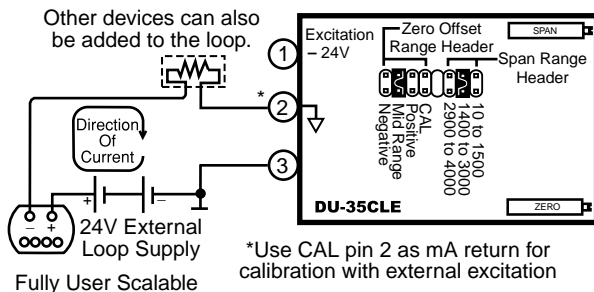 Other devices can also
be added to the loop.
1
Excitation
– 24V
Zero Offset
Range Header
Span Range
Header
SPAN
*
2
Negative
Mid Range
Positive
CAL
2900 to 4000
1400 to 3000
10 to 1500
Direction
Of
Current
3
+
–
– +
24V External
Loop Supply
DU-35CLE
ZERO
*Use CAL pin 2 as mA return for
calibration with external excitation
Fully User Scalable